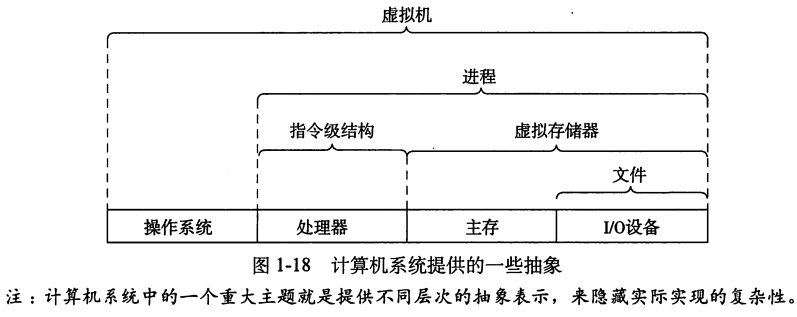 虚拟机
进程
指令级结构 虚拟存储器
文件
操作系统 处理器 主存 I/O设备
图 1-18 计算机系统提供的一些抽象
注：计算机系统中的一个重大主题就是提供不同层次的抽象表示，来隐藏实际实现的复杂性。